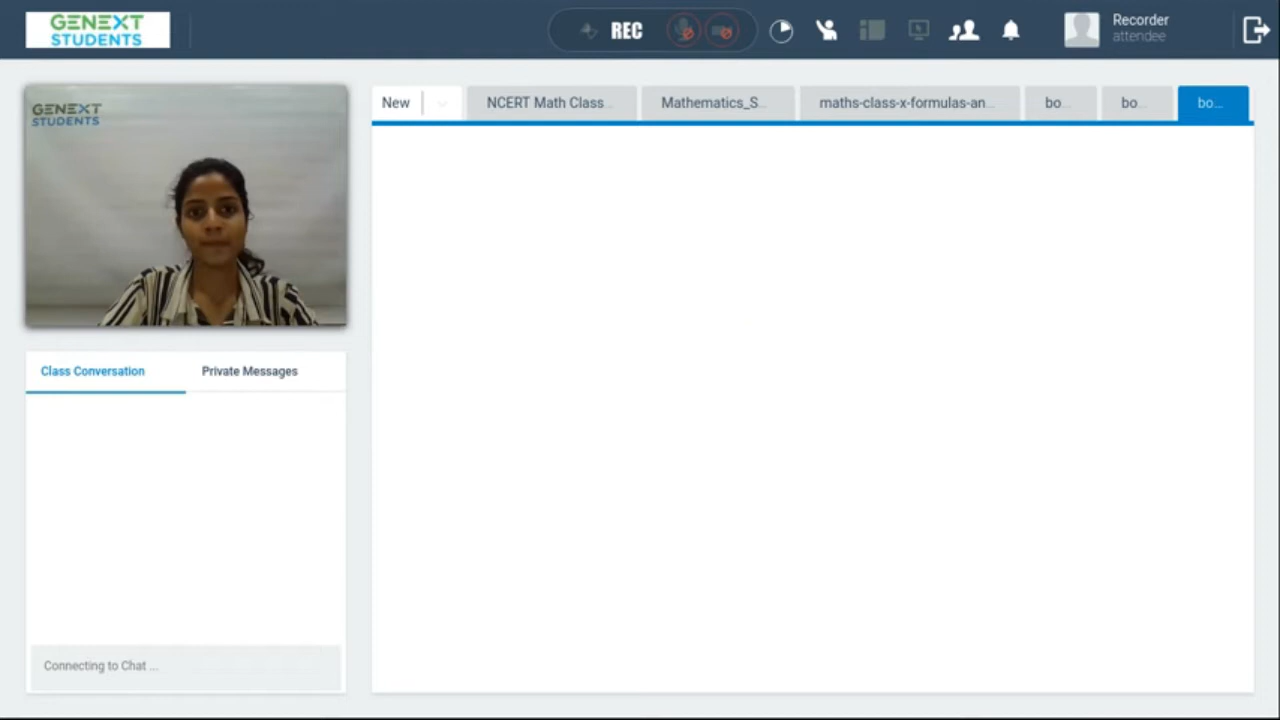 GENEXT
STUDENTS
REC
Recorder
attendee
GENEXT
STUDENTS
New
NCERT Math Class...
Mathematics_S...
maths-class-x-formulas-an...
bo...
bo...
bo...
Class Conversation
Private Messages
Connecting to Chat ...